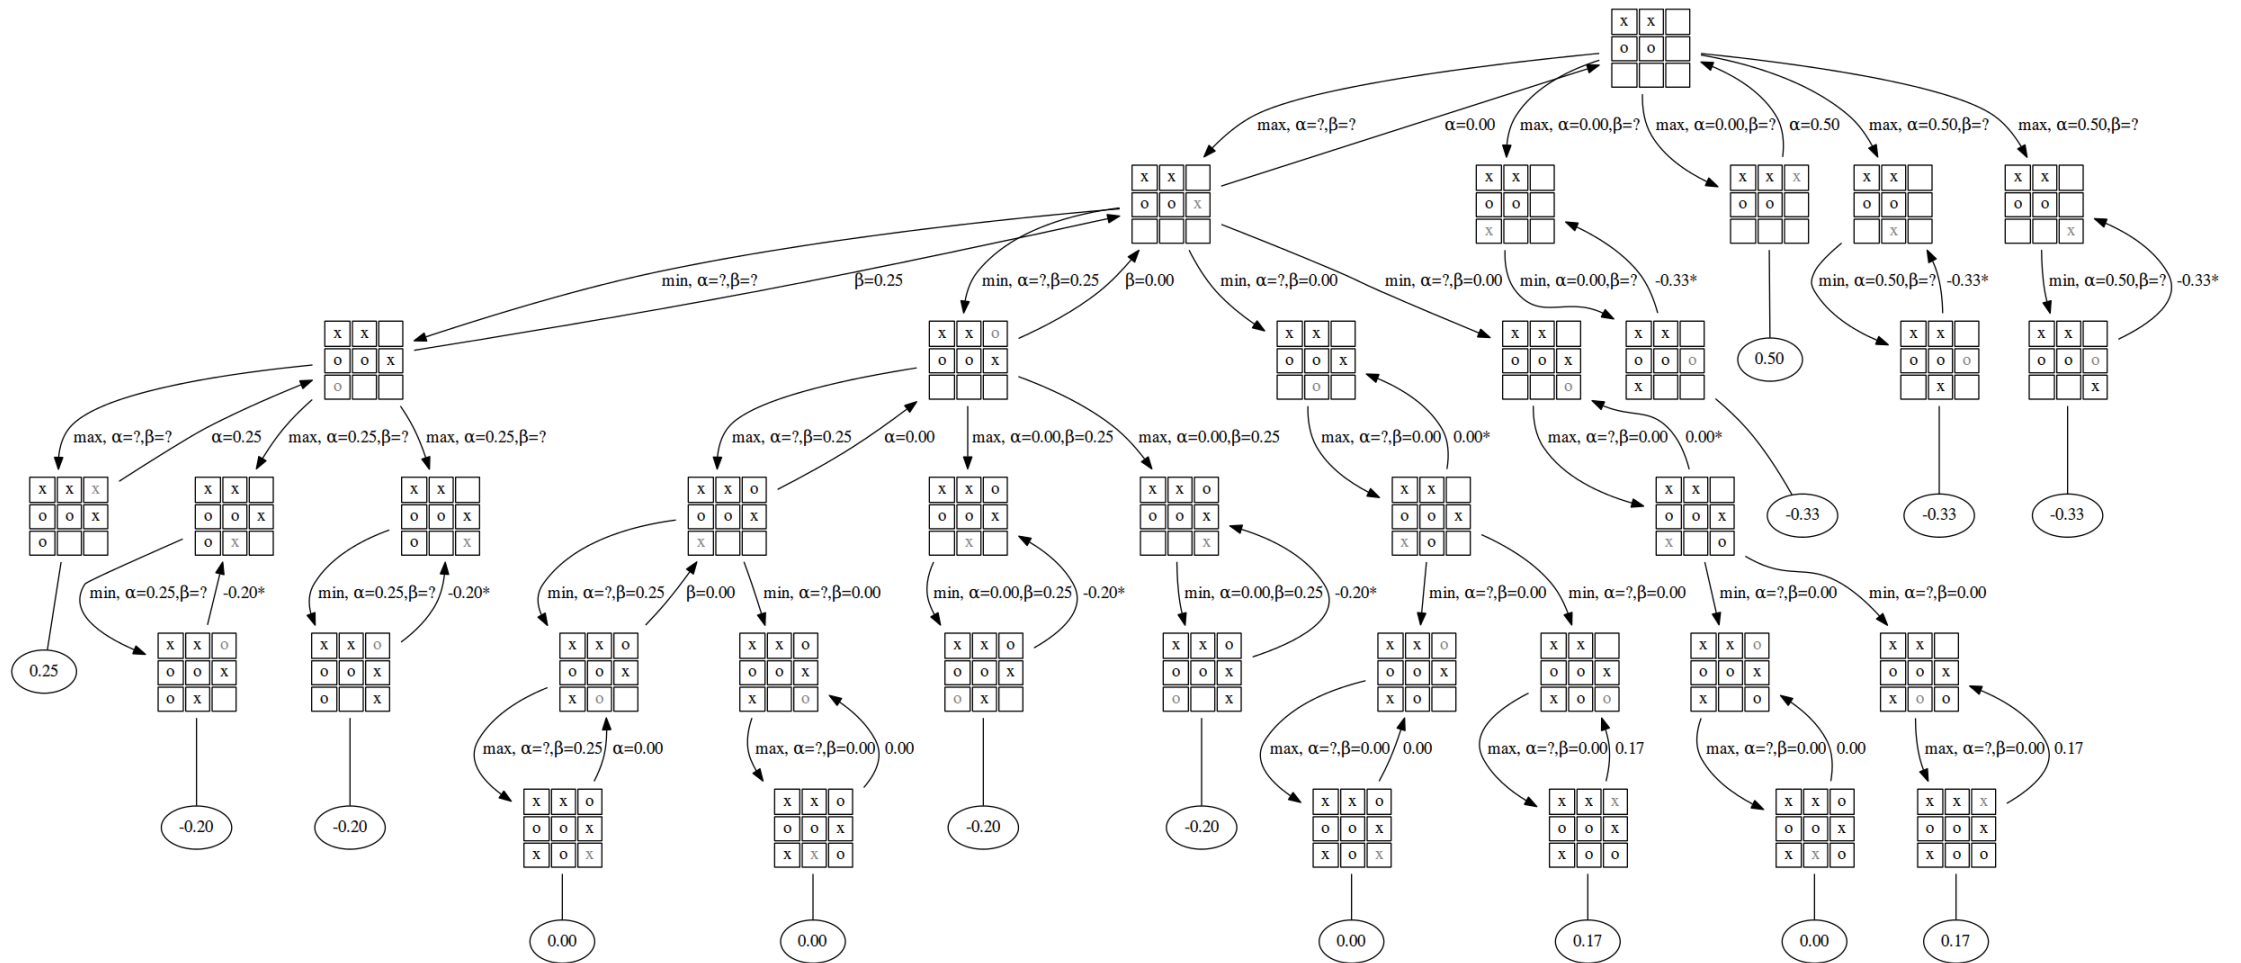 x x
o o
max, α=?,β=? α=0.00 max, α=0.00,β=? max, α=0.00,β=? α=0.50 max, α=0.50,β=? max, α=0.50,β=?
x x x x x x x x x x x
o o x o o o o o o o o
x x x
min, α=?,β=? β=0.25 min, α=?,β=0.25 β=0.00 min, α=?,β=0.00 min, α=?,β=0.00 min, α=0.00,β=? -0.33* min, α=0.50,β=? -0.33* min, α=0.50,β=? -0.33*
x x x x o x x x x x x x x x x
o o x o o x o o x o o x o o o 0.50 o o o o o o
o o o x x x
max, α=?,β=? α=0.25 max, α=0.25,β=? max, α=0.25,β=? max, α=?,β=0.25 α=0.00 max, α=0.00,β=0.25 max, α=0.00,β=0.25 max, α=?,β=0.00 0.00* max, α=?,β=0.00 0.00*
x x x x x x x x x o x x o x x o x x x x
o o x o o x o o x o o x o o x o o x o o x o o x -0.33 -0.33 -0.33
o o x o x x x x x o x o
min, α=0.25,β=? -0.20* min, α=0.25,β=? -0.20* min, α=?,β=0.25 β=0.00 min, α=?,β=0.00 min, α=0.00,β=0.25 -0.20* min, α=0.00,β=0.25 -0.20* min, α=?,β=0.00 min, α=?,β=0.00 min, α=?,β=0.00 min, α=?,β=0.00
x x o x x o x x o x x o x x o x x o x x o x x x x o x x
0.25 o o x o o x o o x o o x o o x o o x o o x o o x o o x o o x
o x o x x o x o o x o x x o x o o x o x o o
max, α=?,β=0.25 α=0.00 max, α=?,β=0.00 0.00 max, α=?,β=0.00 0.00 max, α=?,β=0.00 0.17 max, α=?,β=0.00 0.00 max, α=?,β=0.00 0.17
x x o x x o x x o x x x x x o x x x
-0.20 -0.20 o o x o o x -0.20 -0.20 o o x o o x o o x o o x
x o x x x o x o x x o o x x o x o o
0.00 0.00 0.00 0.17 0.00 0.17